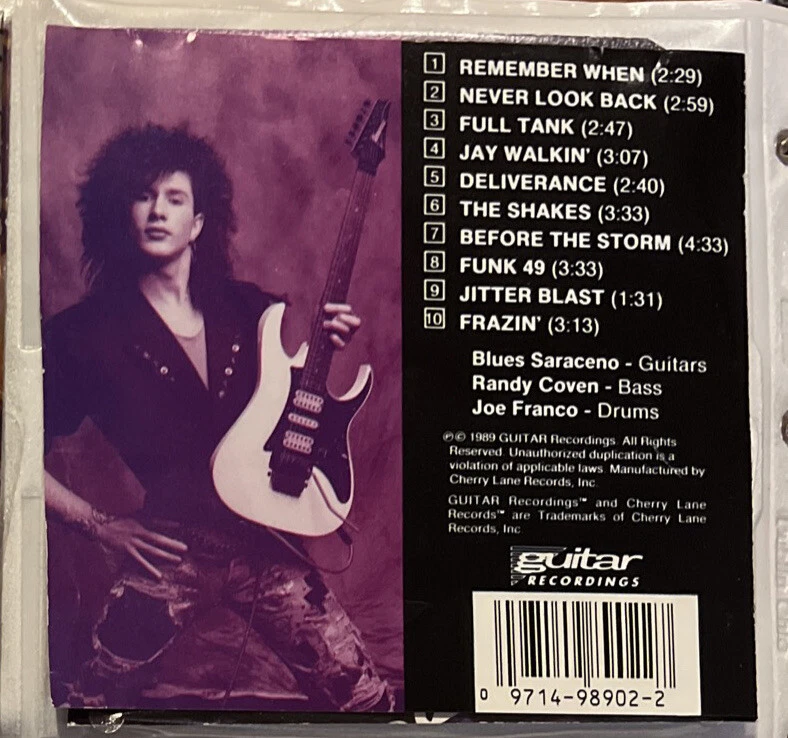 1 REMEMBER WHEN (2:29)
2 NEVER LOOK BACK (2:59)
3 FULL TANK (2:47)
4 JAY WALKIN' (3:07)
5 DELIVERANCE (2:40)
6 THE SHAKES (3:33)
7 BEFORE THE STORM (4:33)
8 FUNK 49 (3:33)
9 JITTER BLAST (1:31)
10 FRAZIN' (3:13)
Blues Saraceno - Guitars
Randy Coven - Bass
Joe Franco - Drums
℗© 1989 GUITAR Recordings. All Rights
Reserved. Unauthorized duplication is a
violation of applicable laws. Manufactured by
Cherry Lane Records, Inc.
GUITAR Recordings™ and Cherry Lane
Records™ are Trademarks of Cherry Lane
Records, Inc.
guitar
RECORDINGS
0 9714-98902-2